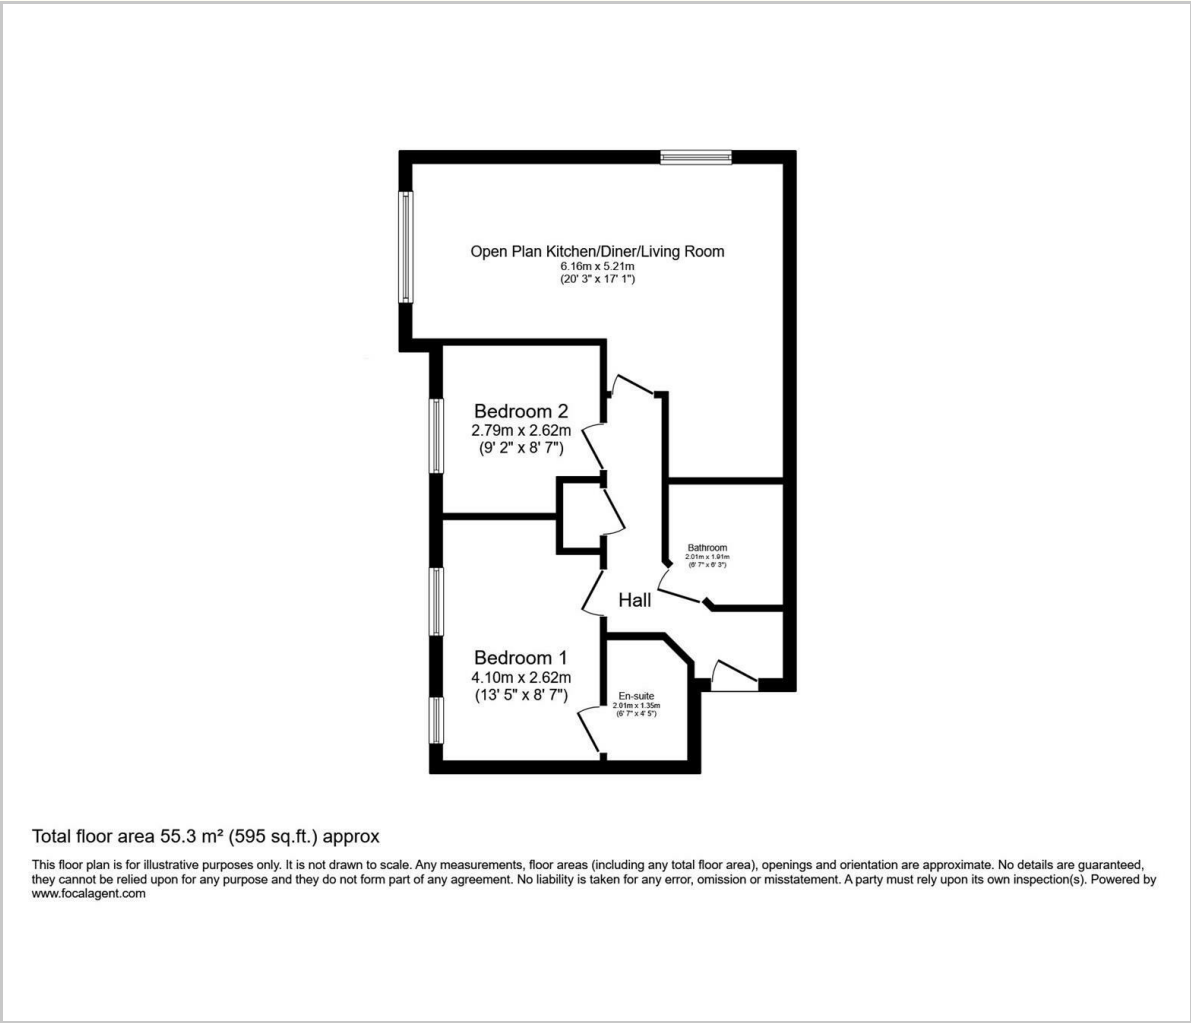 Open Plan Kitchen/Diner/Living Room
6.16m x 5.21m
(20' 3" x 17' 1")
Bedroom 2
2.79m x 2.62m
(9' 2" x 8' 7")
Bathroom
2.01m x 1.91m
(6' 7" x 6' 3")
Hall
Bedroom 1
4.10m x 2.62m
(13' 5" x 8' 7")
En-suite
2.01m x 1.35m
(6' 7" x 4' 5")
Total floor area 55.3 m² (595 sq.ft.) approx
This floor plan is for illustrative purposes only. It is not drawn to scale. Any measurements, floor areas (including any total floor area), openings and orientation are approximate. No details are guaranteed,
they cannot be relied upon for any purpose and they do not form part of any agreement. No liability is taken for any error, omission or misstatement. A party must rely upon its own inspection(s). Powered by
www.focalagent.com